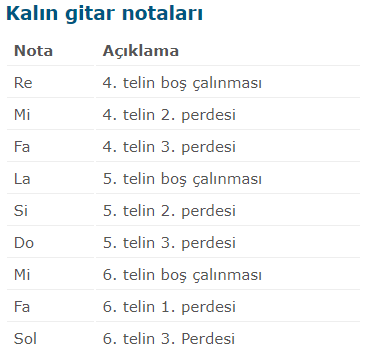 Kalın gitar notaları
Nota Açıklama
Re 4. telin boş çalınması
Mi 4. telin 2. perdesi
Fa 4. telin 3. perdesi
La 5. telin boş çalınması
Si 5. telin 2. perdesi
Do 5. telin 3. perdesi
Mi 6. telin boş çalınması
Fa 6. telin 1. perdesi
Sol 6. telin 3. Perdesi